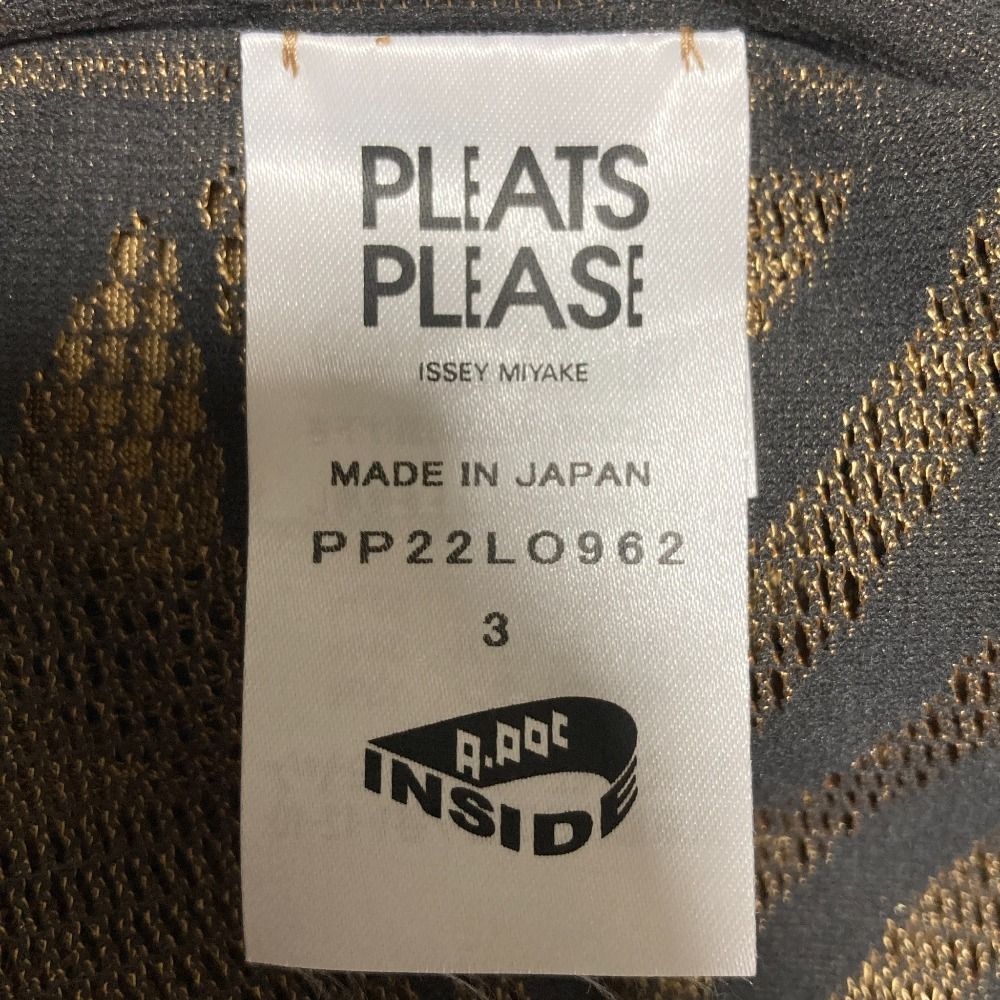 PLEATS
PLEASE
ISSEY MIYAKE
MADE IN JAPAN
PP22LO962
3
A.POC
INSIDE